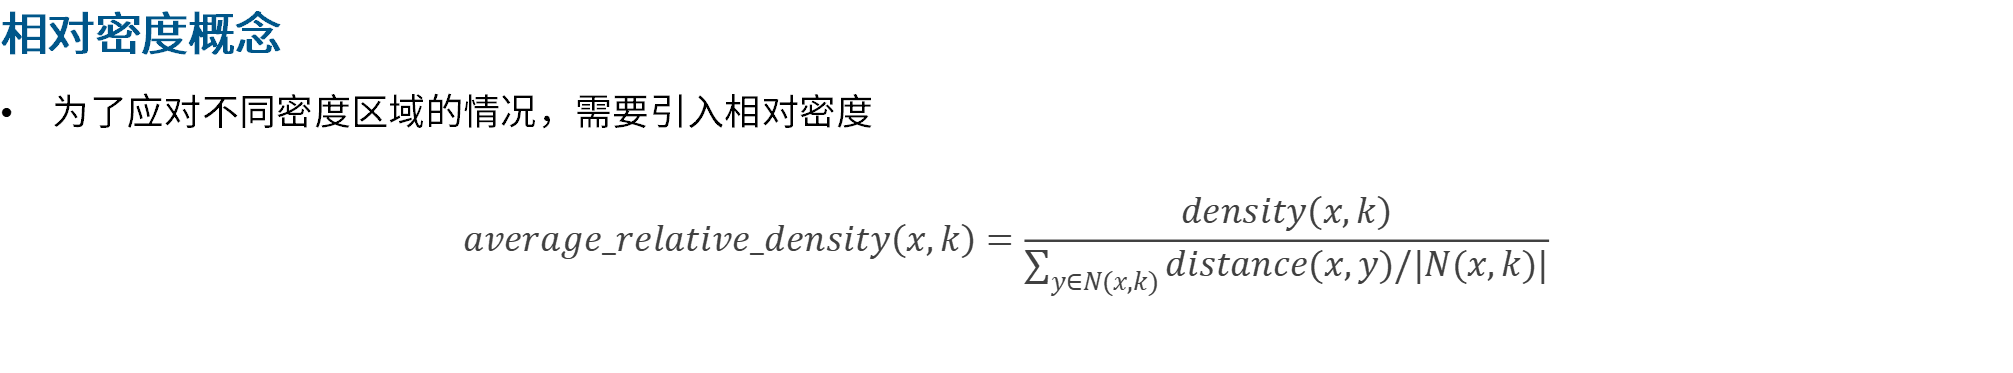 相对密度概念
• 为了应对不同密度区域的情况，需要引入相对密度
average_relative_density(x, k) = density(x, k) / (∑_{y∈N(x,k)} distance(x, y)/|N(x, k)|)